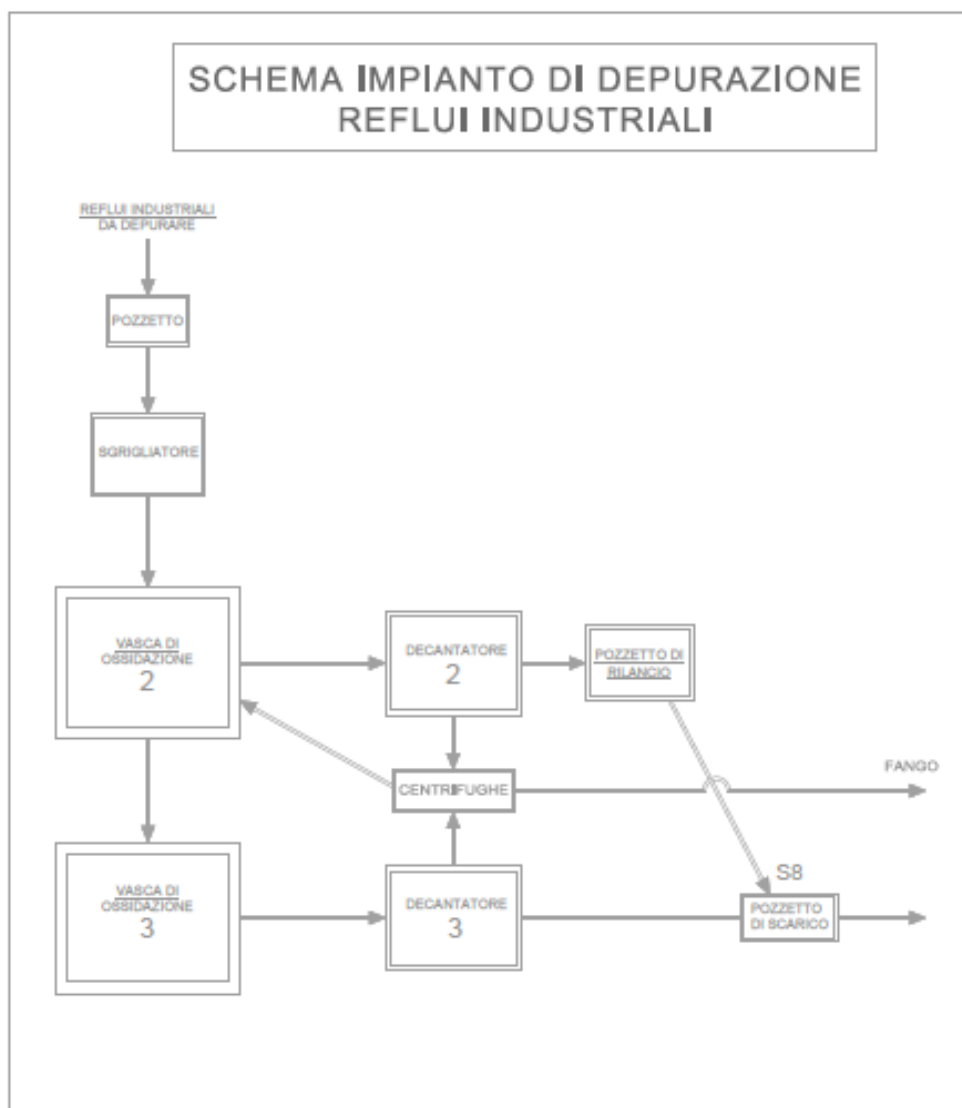 SCHEMA IMPIANTO DI DEPURAZIONE
REFLUI INDUSTRIALI
REFLUI INDUSTRIALI
DA DEPURARE
POZZETTO
SGRIGLIATORE
VASCA DI
OSSIDAZIONE
2
DECANTATORE
2
POZZETTO DI
RILANCIO
CENTRIFUGHE
FANGO
VASCA DI
OSSIDAZIONE
3
DECANTATORE
3
S8
POZZETTO
DI SCARICO